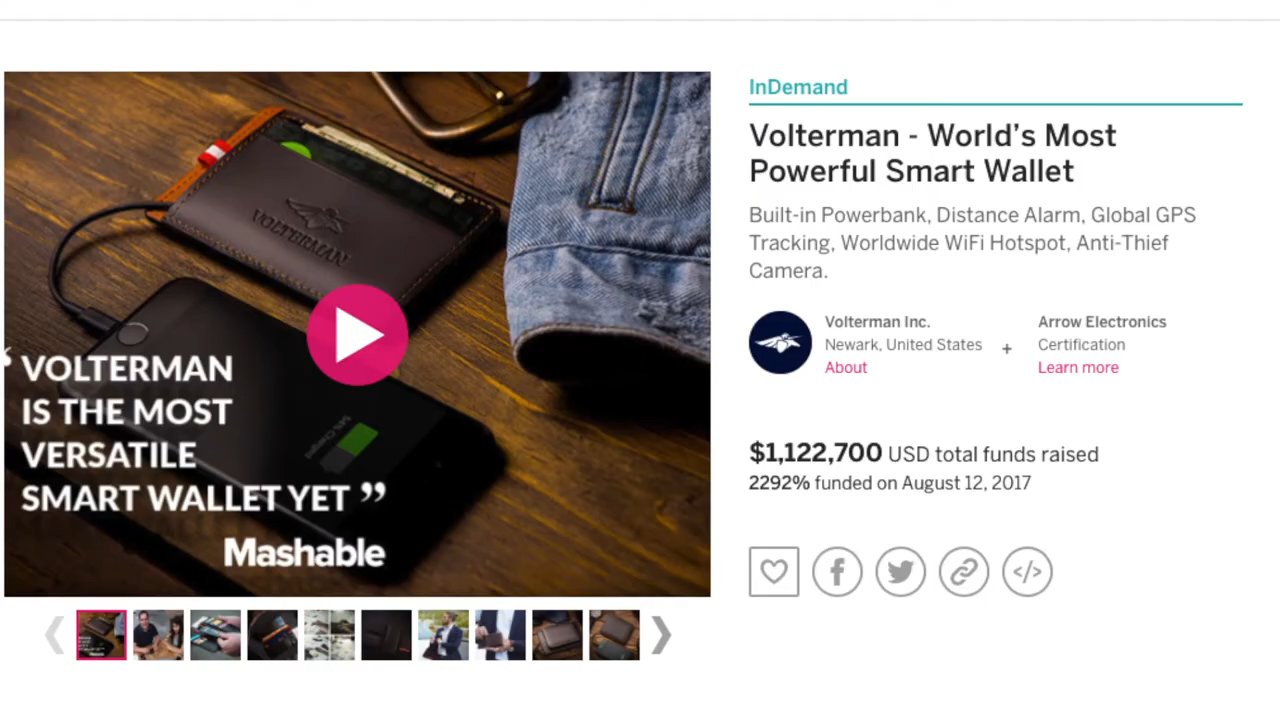 InDemand
Volterman - World’s Most
Powerful Smart Wallet
Built-in Powerbank, Distance Alarm, Global GPS
Tracking, Worldwide WiFi Hotspot, Anti-Thief
Camera.
Volterman Inc.
Newark, United States
About
+
Arrow Electronics
Certification
Learn more
$1,122,700 USD total funds raised
2292% funded on August 12, 2017
VOLTERMAN
“ VOLTERMAN
IS THE MOST
VERSATILE
SMART WALLET YET ”
Mashable